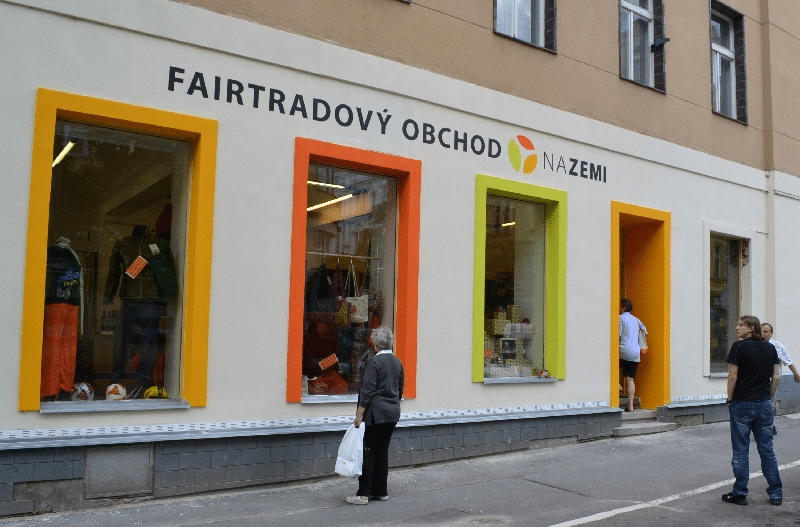 FAIRTRADOVÝ OBCHOD NAZEMI